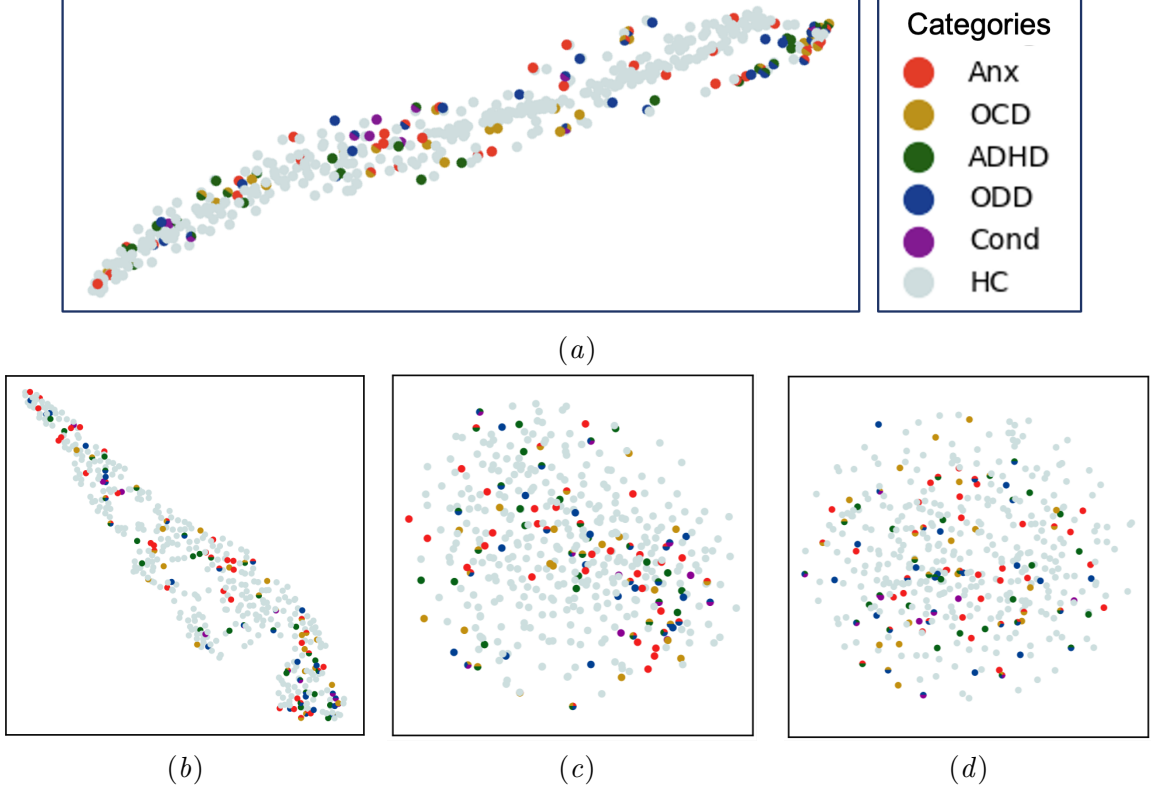 Categories
Anx
OCD
ADHD
ODD
Cond
HC
(a)
(b)
(c)
(d)